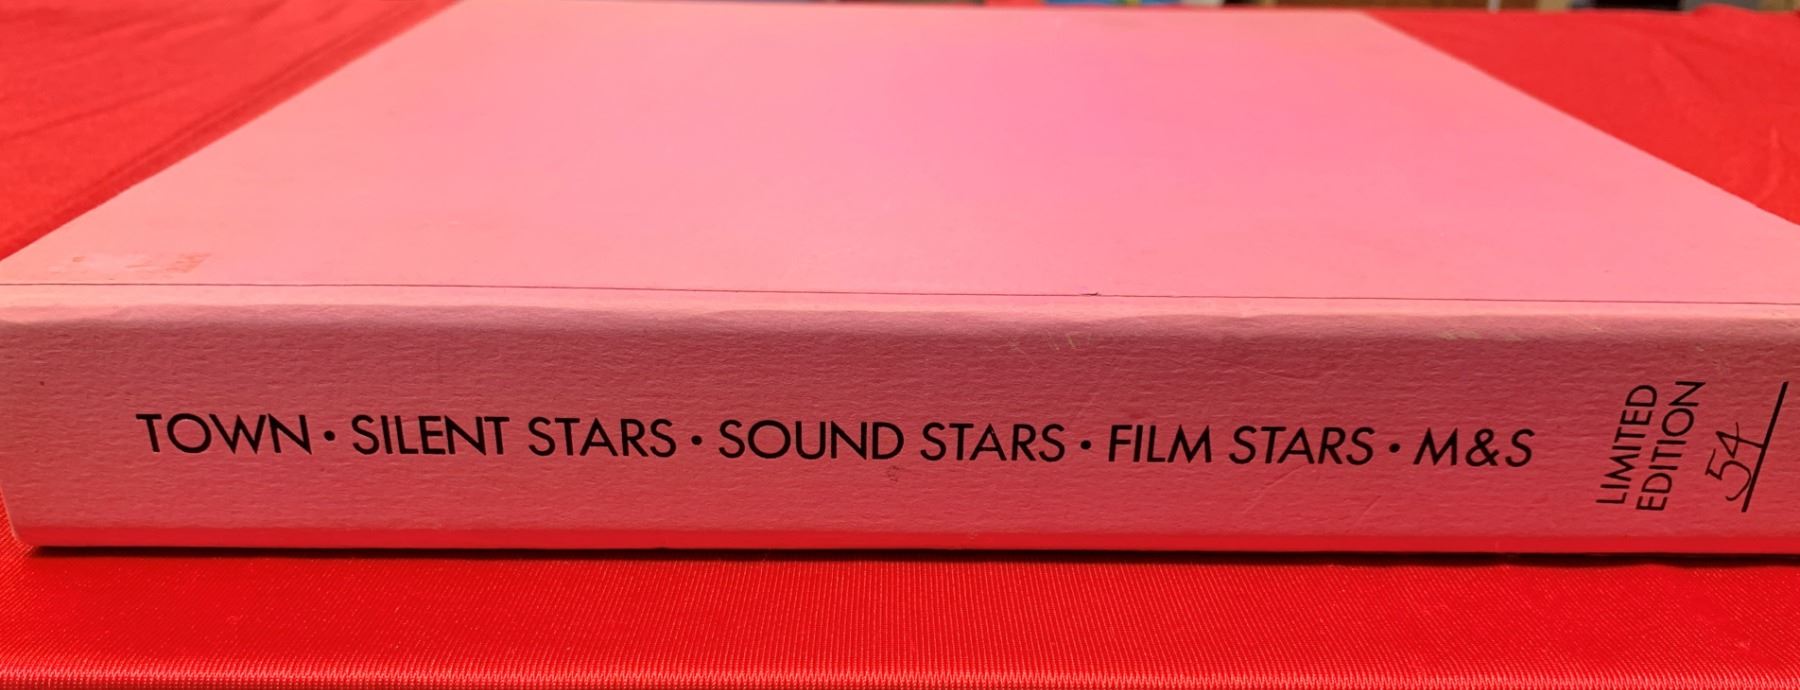 TOWN • SILENT STARS • SOUND STARS • FILM STARS • M&S
LIMITED
EDITION
54